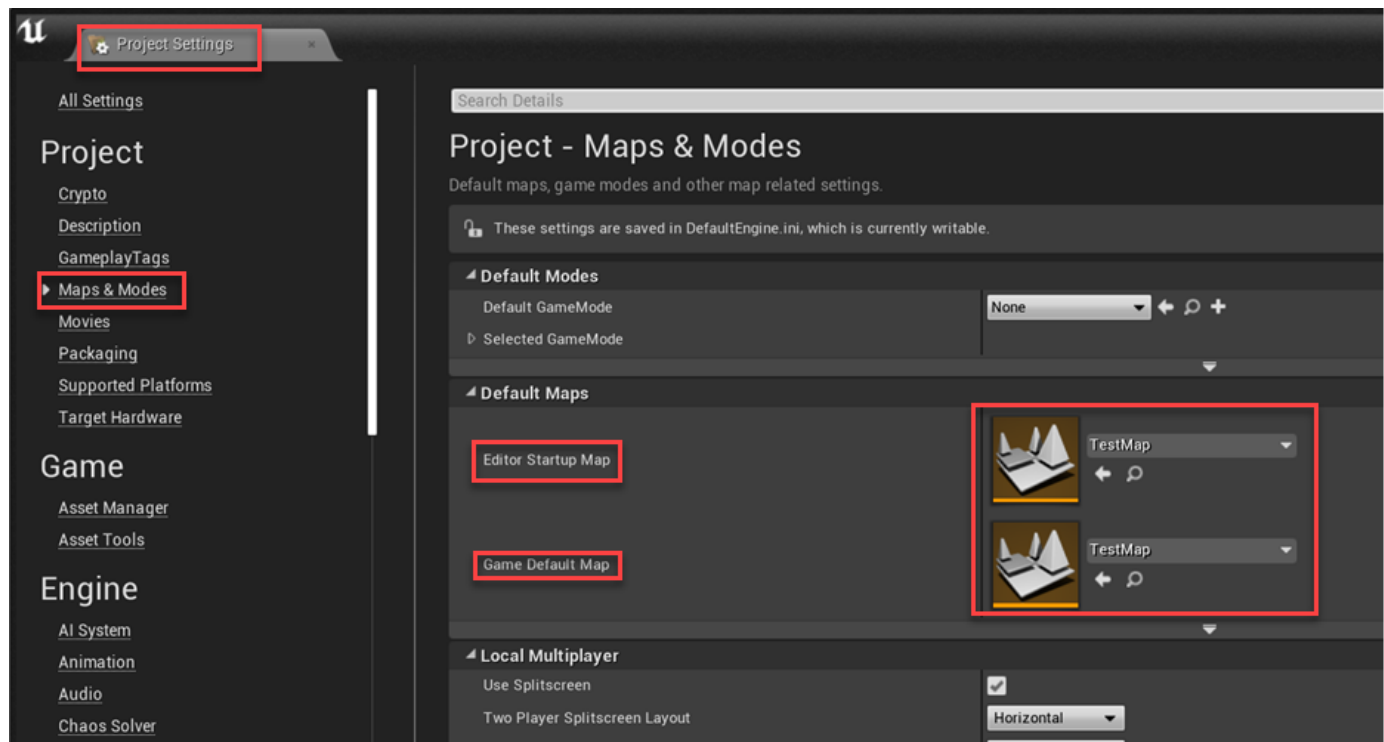 Project Settings
All Settings
Project
Crypto
Description
GameplayTags
Maps & Modes
Movies
Packaging
Supported Platforms
Target Hardware
Game
Asset Manager
Asset Tools
Engine
AI System
Animation
Audio
Chaos Solver
Search Details
Project - Maps & Modes
Default maps, game modes and other map related settings.
These settings are saved in DefaultEngine.ini, which is currently writable.
Default Modes
Default GameMode
None
Selected GameMode
Default Maps
Editor Startup Map
TestMap
Game Default Map
TestMap
Local Multiplayer
Use Splitscreen
Two Player Splitscreen Layout
Horizontal